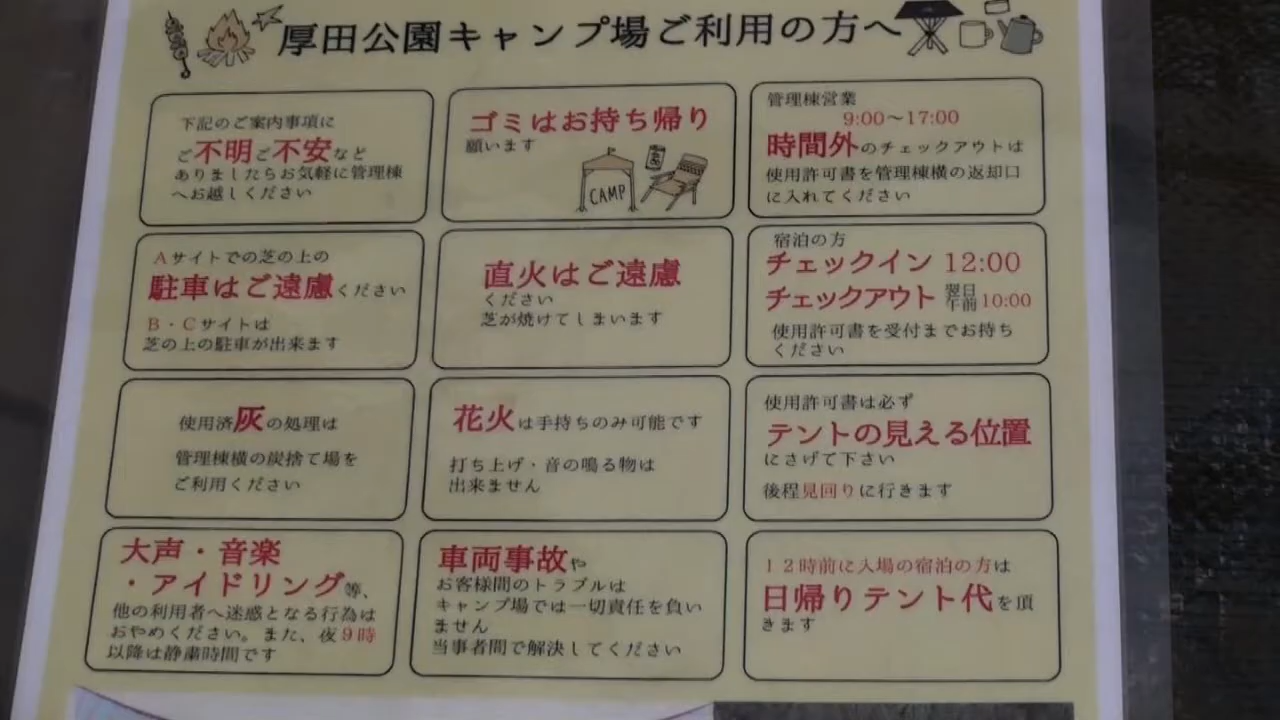 厚田公園キャンプ場ご利用の方へ
下記のご案内事項に
ご不明ご不安など
ありましたらお気軽に管理棟
へお越しください
ゴミはお持ち帰り
願います
CAMP
管理棟営業
9:00～17:00
時間外のチェックアウトは
使用許可書を管理棟横の返却口
に入れてください
Aサイトでの芝の上の
駐車はご遠慮ください
B・Cサイトは
芝の上の駐車が出来ます
直火はご遠慮
ください
芝が焼けてしまいます
宿泊の方
チェックイン 12:00
チェックアウト 翌日午前10:00
使用許可書を受付までお持ち
ください
使用済灰の処理は
管理棟横の炭捨て場を
ご利用ください
花火は手持ちのみ可能です
打ち上げ・音の鳴る物は
出来ません
使用許可書は必ず
テントの見える位置
にさげて下さい
後程見回りに行きます
大声・音楽
・アイドリング等、
他の利用者へ迷惑となる行為は
おやめください。また、夜9時
以降は静粛時間です
車両事故や
お客様間のトラブルは
キャンプ場では一切責任を負い
ません
当事者間で解決してください
12時前に入場の宿泊の方は
日帰りテント代を頂
きます